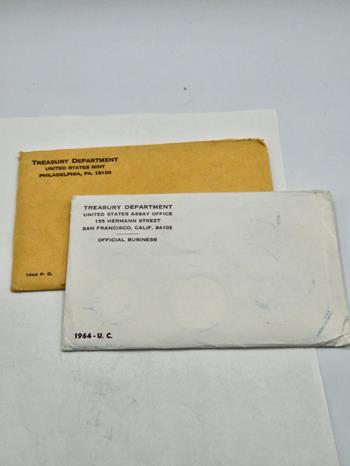 TREASURY DEPARTMENT
UNITED STATES MINT
PHILADELPHIA, PA. 19130
P. C.
TREASURY DEPARTMENT
UNITED STATES ASSAY OFFICE
155 HERMANN STREET
SAN FRANCISCO, CALIF. 94102
OFFICIAL BUSINESS
1964 - U. C.